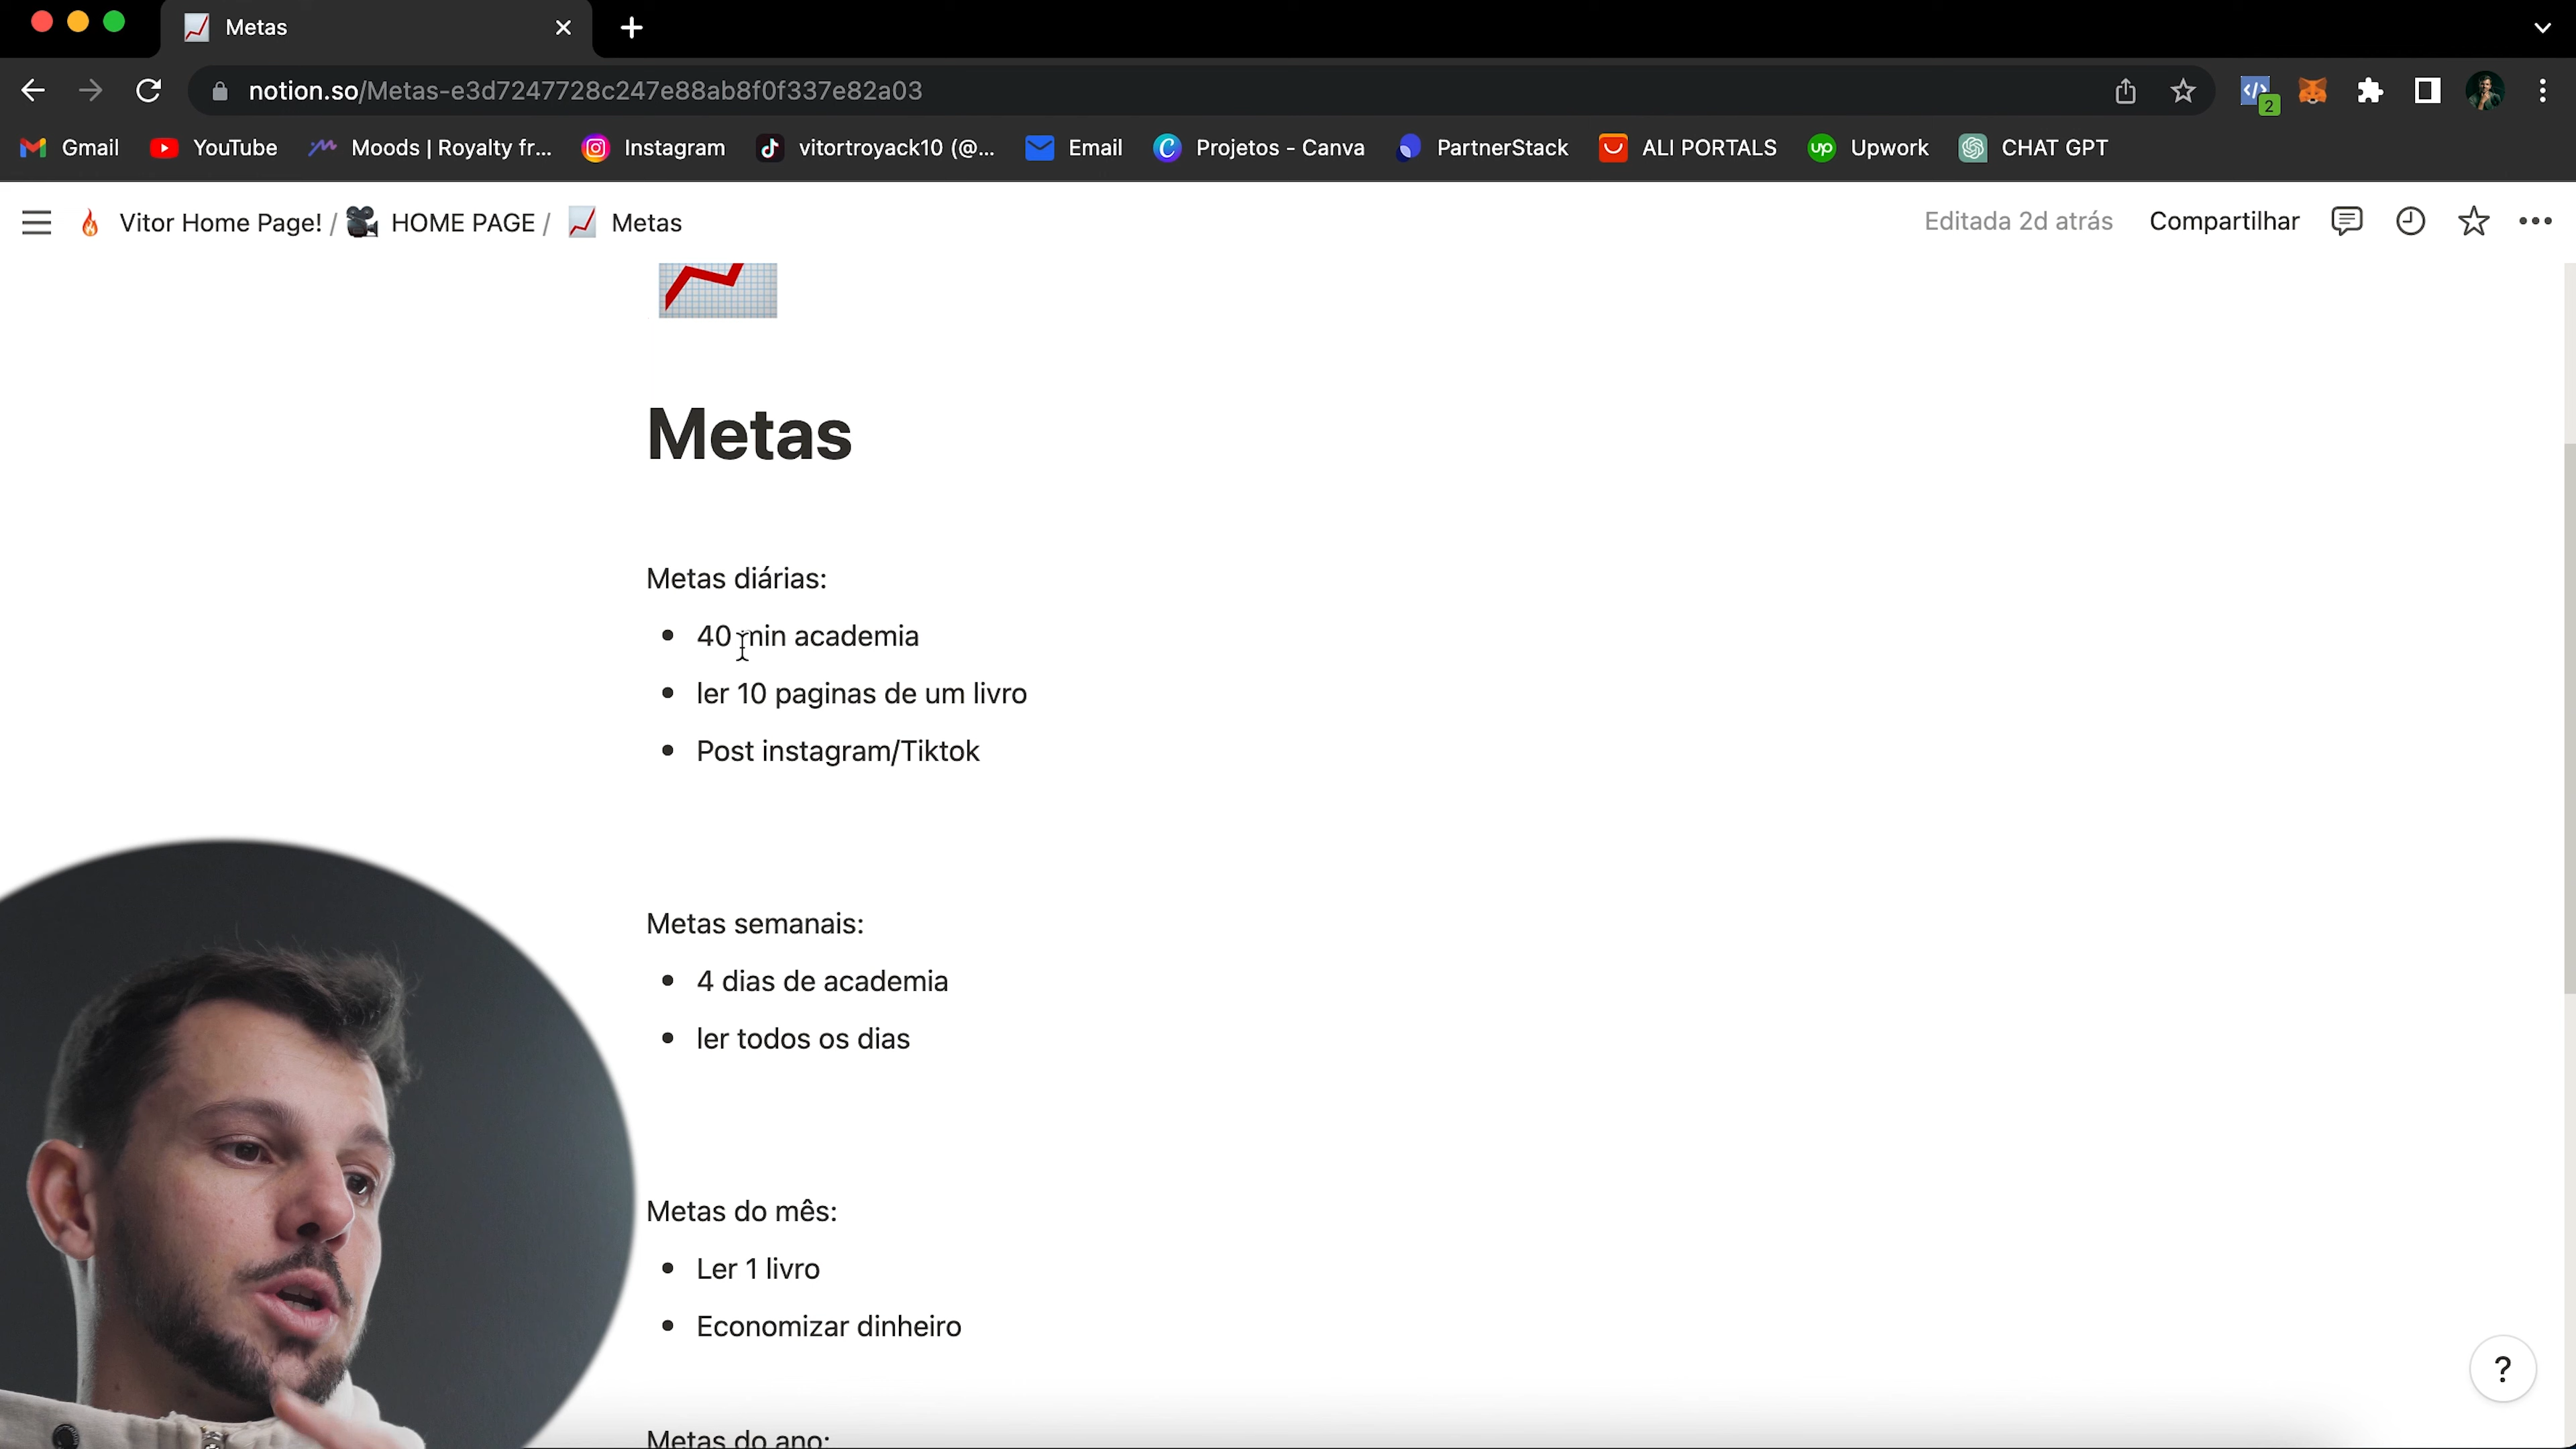 Metas
notion.so/Metas-e3d7247728c247e88ab8f0f337e82a03
2
Gmail YouTube Moods | Royalty fr... Instagram vitortroyack10 (@... Email Projetos - Canva PartnerStack ALI PORTALS up Upwork CHAT GPT
Vitor Home Page! / HOME PAGE / Metas Editada 2d atrás Compartilhar
Metas
Metas diárias:
• 40 min academia
• ler 10 paginas de um livro
• Post instagram/Tiktok
Metas semanais:
• 4 dias de academia
• ler todos os dias
Metas do mês:
• Ler 1 livro
• Economizar dinheiro
?
Metas do ano: